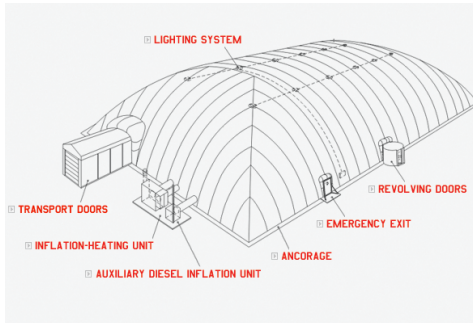 LIGHTING SYSTEM
REVOLVING DOORS
TRANSPORT DOORS
EMERGENCY EXIT
INFLATION-HEATING UNIT
ANCORAGE
AUXILIARY DIESEL INFLATION UNIT